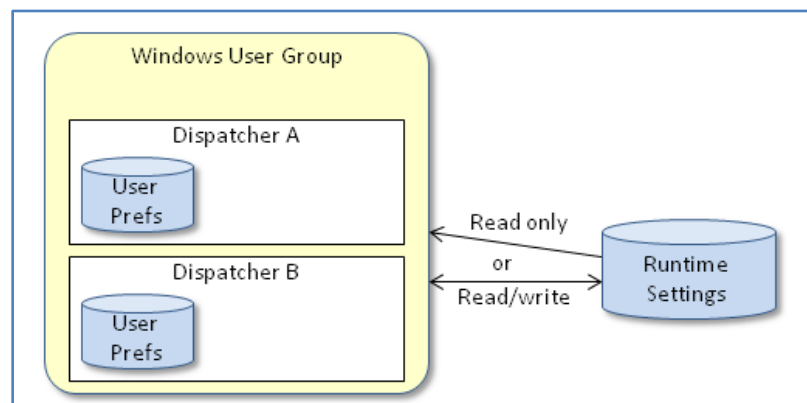 Windows User Group
Dispatcher A
User
Prefs
Read only
or
Read/write
Runtime
Settings
Dispatcher B
User
Prefs